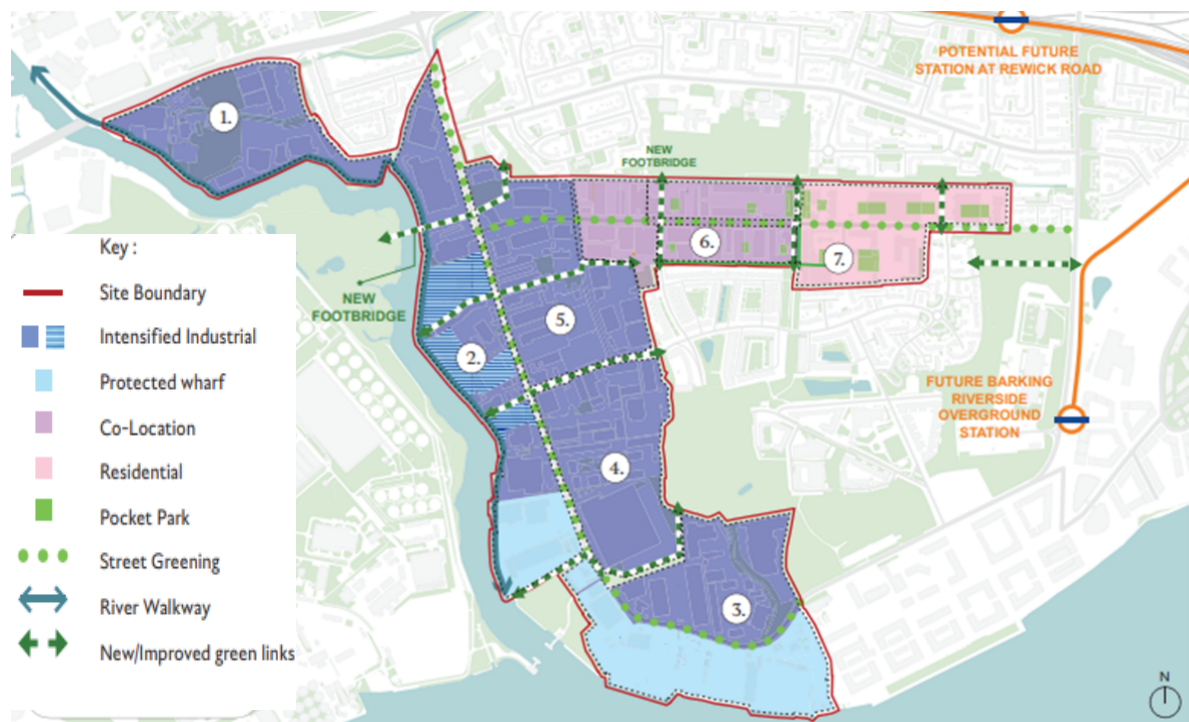 POTENTIAL FUTURE
STATION AT REWICK ROAD
1.
NEW
FOOTBRIDGE
6.
7.
Key :
Site Boundary
Intensified Industrial
Protected wharf
Co-Location
Residential
Pocket Park
Street Greening
River Walkway
New/Improved green links
NEW
FOOTBRIDGE
5.
2.
FUTURE BARKING
RIVERSIDE
OVERGROUND
STATION
4.
3.
N